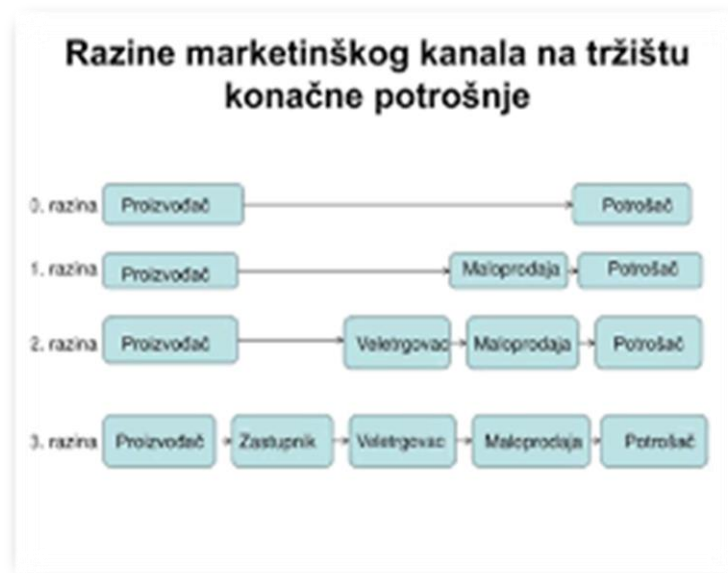 Razine marketinškog kanala na tržištu
konačne potrošnje
0. razina Proizvođač Potrošač
1. razina Proizvođač Maloprodaja Potrošač
2. razina Proizvođač Veletrgovac Maloprodaja Potrošač
3. razina Proizvođač Zastupnik Veletrgovac Maloprodaja Potrošač